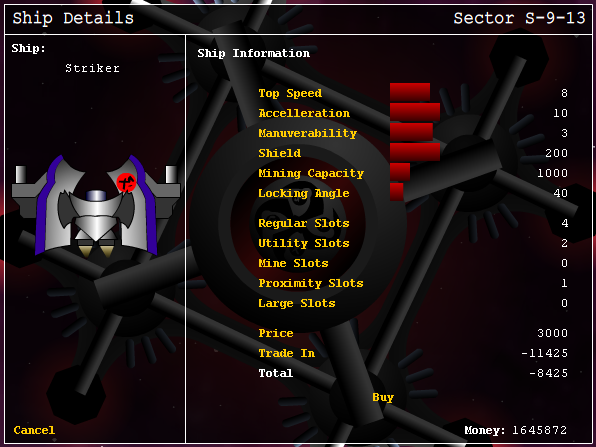 Ship Details Sector S-9-13
Ship:
Striker
Ship Information
Top Speed 8
Accelleration 10
Manuverability 3
Shield 200
Mining Capacity 1000
Locking Angle 40
Regular Slots 4
Utility Slots 2
Mine Slots 0
Proximity Slots 1
Large Slots 0
Price 3000
Trade In -11425
Total -8425
Buy
Cancel Money: 1645872